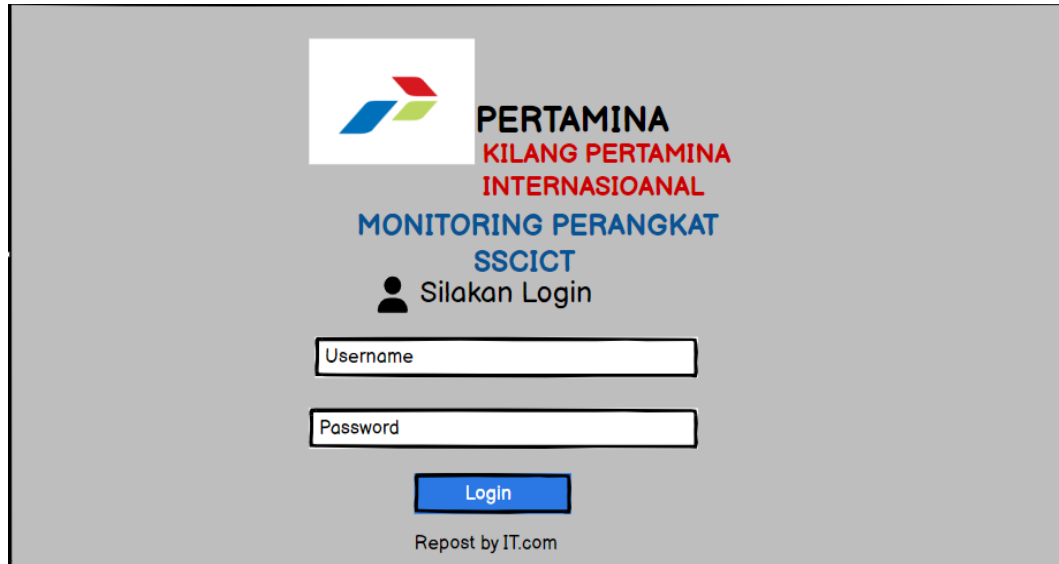 PERTAMINA
KILANG PERTAMINA
INTERNASIOANAL
MONITORING PERANGKAT
SSCICT
Silakan Login
Username
Password
Login
Repost by IT.com